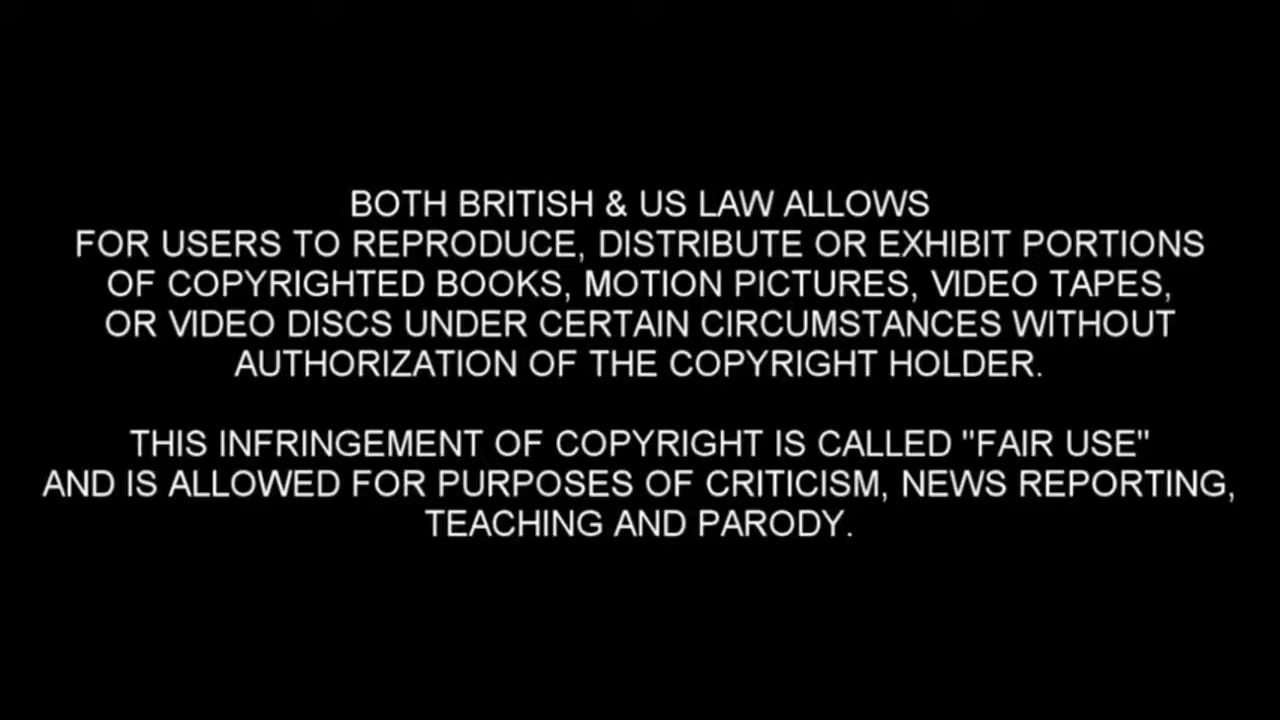 BOTH BRITISH & US LAW ALLOWS
FOR USERS TO REPRODUCE, DISTRIBUTE OR EXHIBIT PORTIONS
OF COPYRIGHTED BOOKS, MOTION PICTURES, VIDEO TAPES,
OR VIDEO DISCS UNDER CERTAIN CIRCUMSTANCES WITHOUT
AUTHORIZATION OF THE COPYRIGHT HOLDER.
THIS INFRINGEMENT OF COPYRIGHT IS CALLED "FAIR USE"
AND IS ALLOWED FOR PURPOSES OF CRITICISM, NEWS REPORTING,
TEACHING AND PARODY.